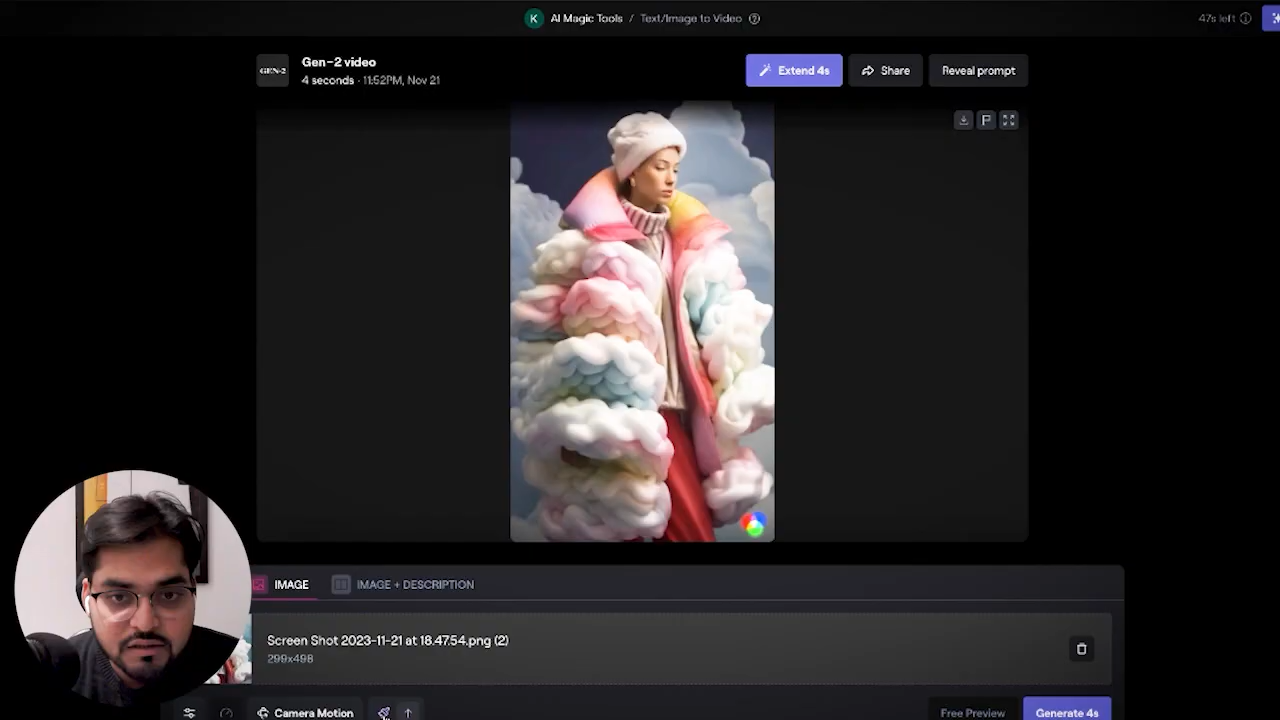 K AI Magic Tools / Text/Image to Video ?
47s left
GEN-2
Gen-2 video
4 seconds · 11:52PM, Nov 21
Extend 4s
Share
Reveal prompt
IMAGE
IMAGE + DESCRIPTION
Screen Shot 2023-11-21 at 18.47.54.png (2)
299x498
Camera Motion
Free Preview
Generate 4s